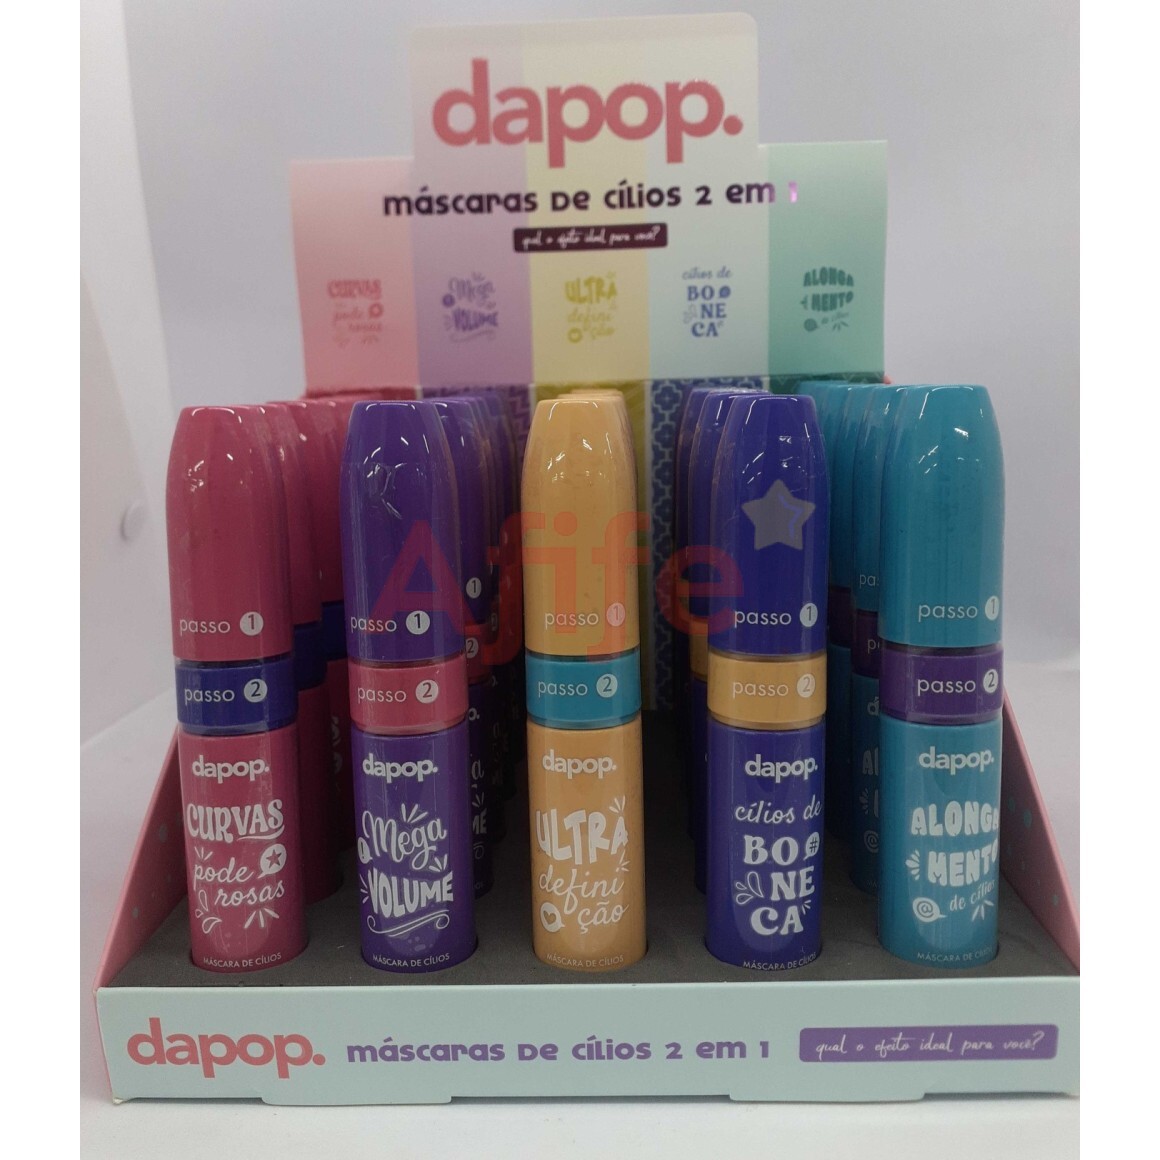 dapop.
máscaras de cílios 2 em 1
qual o efeito ideal para você?
CURVAS
pode
rosas
Mega
VOLUME
ULTRA
defini
ção
cílios de
BO
NE
CA
ALONGA
MENTO
de cílios
Afife
passo 1
passo 2
dapop.
CURVAS
pode
rosas
MÁSCARA DE CÍLIOS
passo 1
passo 2
dapop.
Mega
VOLUME
MÁSCARA DE CÍLIOS
passo 1
passo 2
dapop.
ULTRA
defini
ção
MÁSCARA DE CÍLIOS
passo 1
passo 2
dapop.
cílios de
BO
NE
CA
MÁSCARA DE CÍLIOS
passo 1
passo 2
dapop.
ALONGA
MENTO
de cílios
MÁSCARA DE CÍLIOS
dapop. máscaras de cílios 2 em 1 qual o efeito ideal para você?